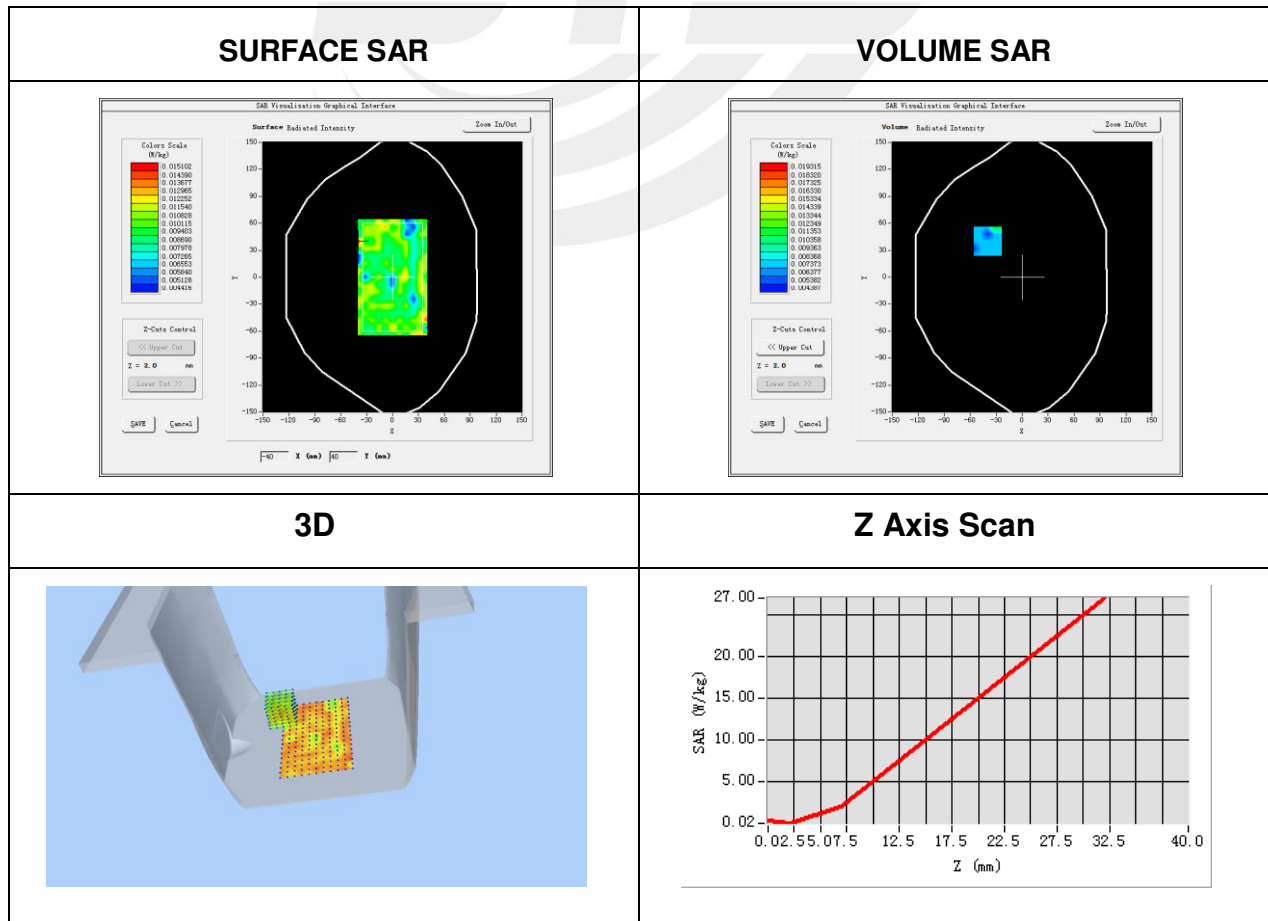 SURFACE SAR
VOLUME SAR
SAR Visualisation Graphical Interface
Surface Radiated Intensity
Zoom In/Out
Colors Scale
(W/kg)
0.015102
0.014390
0.013677
0.012965
0.012252
0.011540
0.010828
0.010115
0.009403
0.008690
0.007978
0.007265
0.006553
0.005840
0.005128
0.004416
Z-Cuts Control
<< Upper Cut
Z = 2.0 mm
Lower Cut >>
SAVE
Cancel
150
120
90
60
30
0
-30
-60
-90
-120
-150
Y
-150 -120 -90 -60 -30 0 30 60 90 120 150
X
-40 X (mm) 40 Y (mm)
SAR Visualisation Graphical Interface
Volume Radiated Intensity
Zoom In/Out
Colors Scale
(W/kg)
0.019315
0.018320
0.017325
0.016330
0.015334
0.014339
0.013344
0.012349
0.011353
0.010358
0.009363
0.008368
0.007373
0.006377
0.005382
0.004387
Z-Cuts Control
<< Upper Cut
Z = 2.0 mm
Lower Cut >>
SAVE
Cancel
150
120
90
60
30
0
-30
-60
-90
-120
-150
Y
-150 -120 -90 -60 -30 0 30 60 90 120 150
X
3D
Z Axis Scan
27.00
20.00
15.00
10.00
5.00
0.02
SAR (W/kg)
0.02.55.07.5 12.5 17.5 22.5 27.5 32.5 40.0
Z (mm)